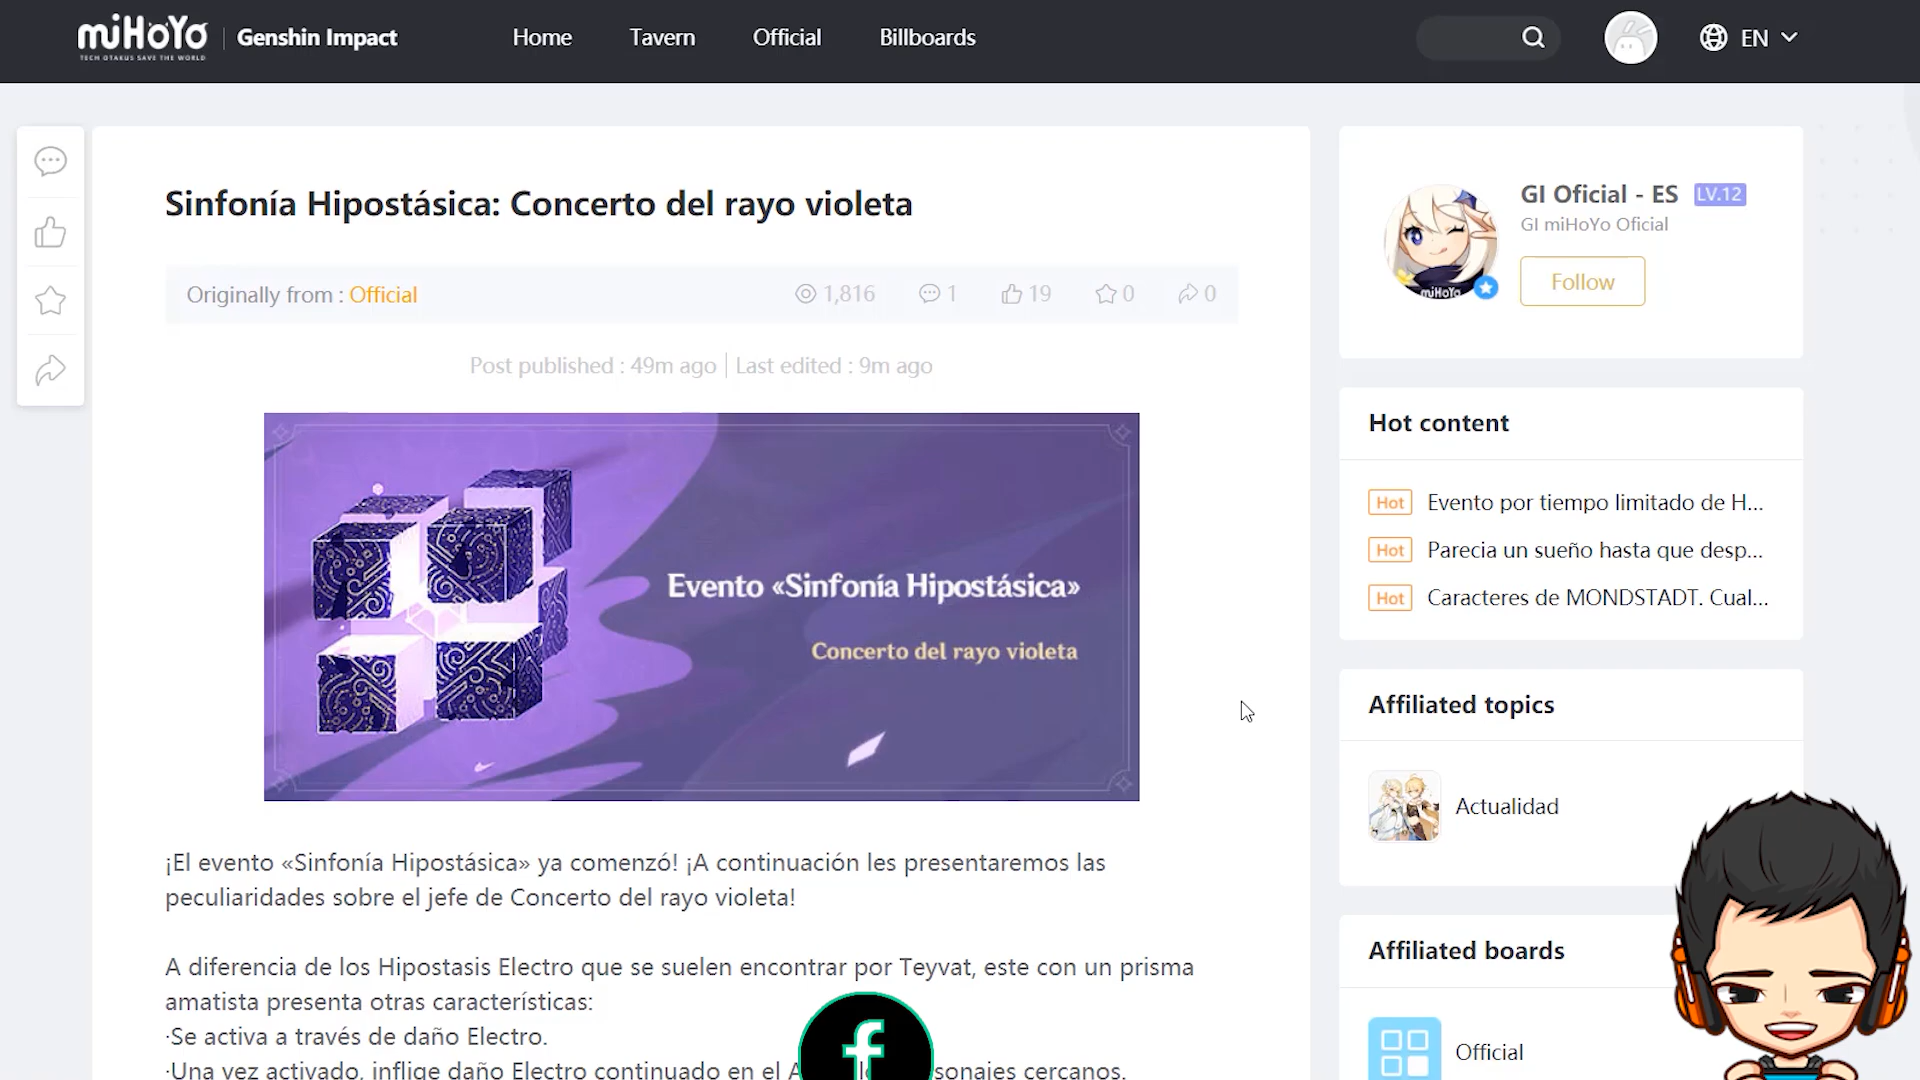 miHoYo
TECH OTAKUS SAVE THE WORLD
Genshin Impact
Home
Tavern
Official
Billboards
EN
Sinfonía Hipostásica: Concerto del rayo violeta
Originally from : Official
1,816
1
19
0
0
Post published : 49m ago | Last edited : 9m ago
Evento «Sinfonía Hipostásica»
Concerto del rayo violeta
¡El evento «Sinfonía Hipostásica» ya comenzó! ¡A continuación les presentaremos las
peculiaridades sobre el jefe de Concerto del rayo violeta!
A diferencia de los Hipostasis Electro que se suelen encontrar por Teyvat, este con un prisma
amatista presenta otras características:
·Se activa a través de daño Electro.
·Una vez activado, inflige daño Electro continuado en el
cercanos.
GI Oficial - ES LV.12
GI miHoYo Oficial
miHoYo
Follow
Hot content
Hot Evento por tiempo limitado de H...
Hot Parecia un sueño hasta que desp...
Hot Caracteres de MONDSTADT. Cual...
Affiliated topics
Actualidad
Affiliated boards
Official